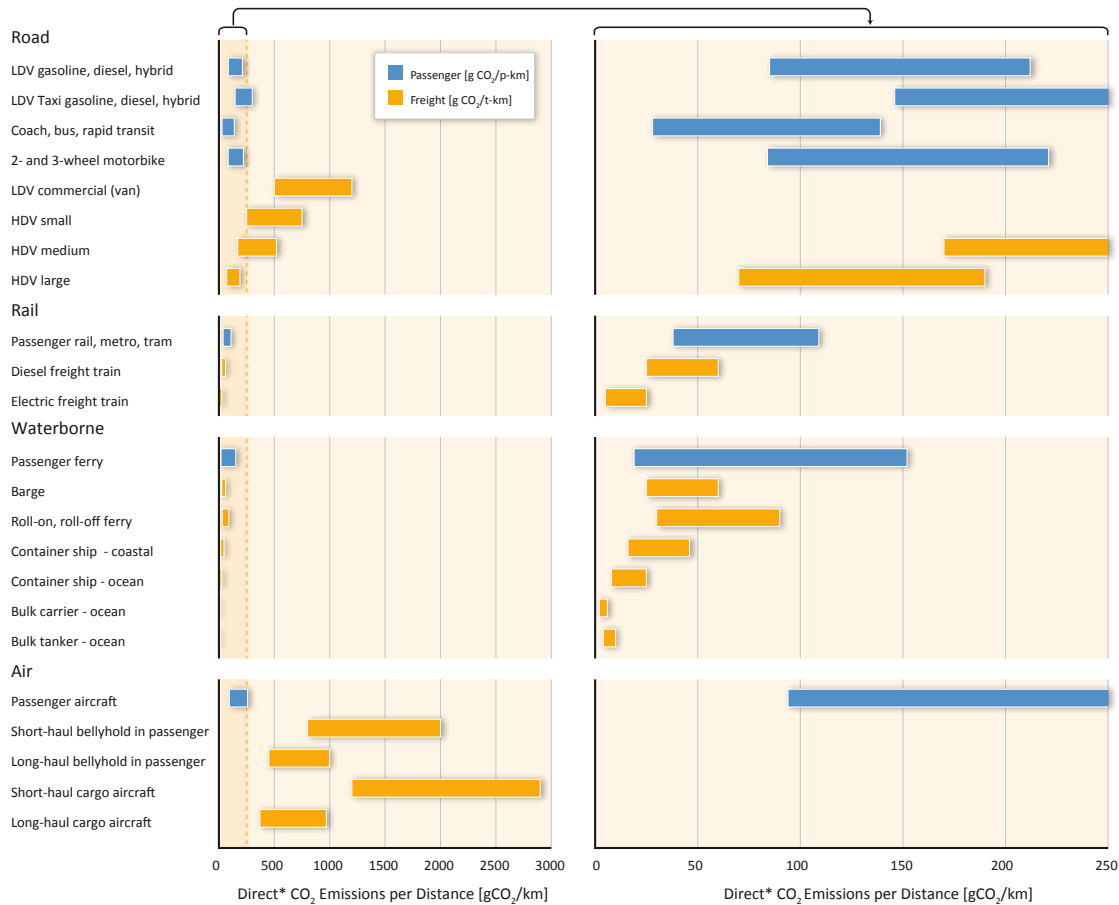 Road
LDV gasoline, diesel, hybrid
LDV Taxi gasoline, diesel, hybrid
Coach, bus, rapid transit
2- and 3-wheel motorbike
LDV commercial (van)
HDV small
HDV medium
HDV large
Passenger [g CO₂/p-km]
Freight [g CO₂/t-km]
Rail
Passenger rail, metro, tram
Diesel freight train
Electric freight train
Waterborne
Passenger ferry
Barge
Roll-on, roll-off ferry
Container ship - coastal
Container ship - ocean
Bulk carrier - ocean
Bulk tanker - ocean
Air
Passenger aircraft
Short-haul bellyhold in passenger
Long-haul bellyhold in passenger
Short-haul cargo aircraft
Long-haul cargo aircraft
0 500 1000 1500 2000 2500 3000
Direct* CO₂ Emissions per Distance [gCO₂/km]
0 50 100 150 200 250
Direct* CO₂ Emissions per Distance [gCO₂/km]